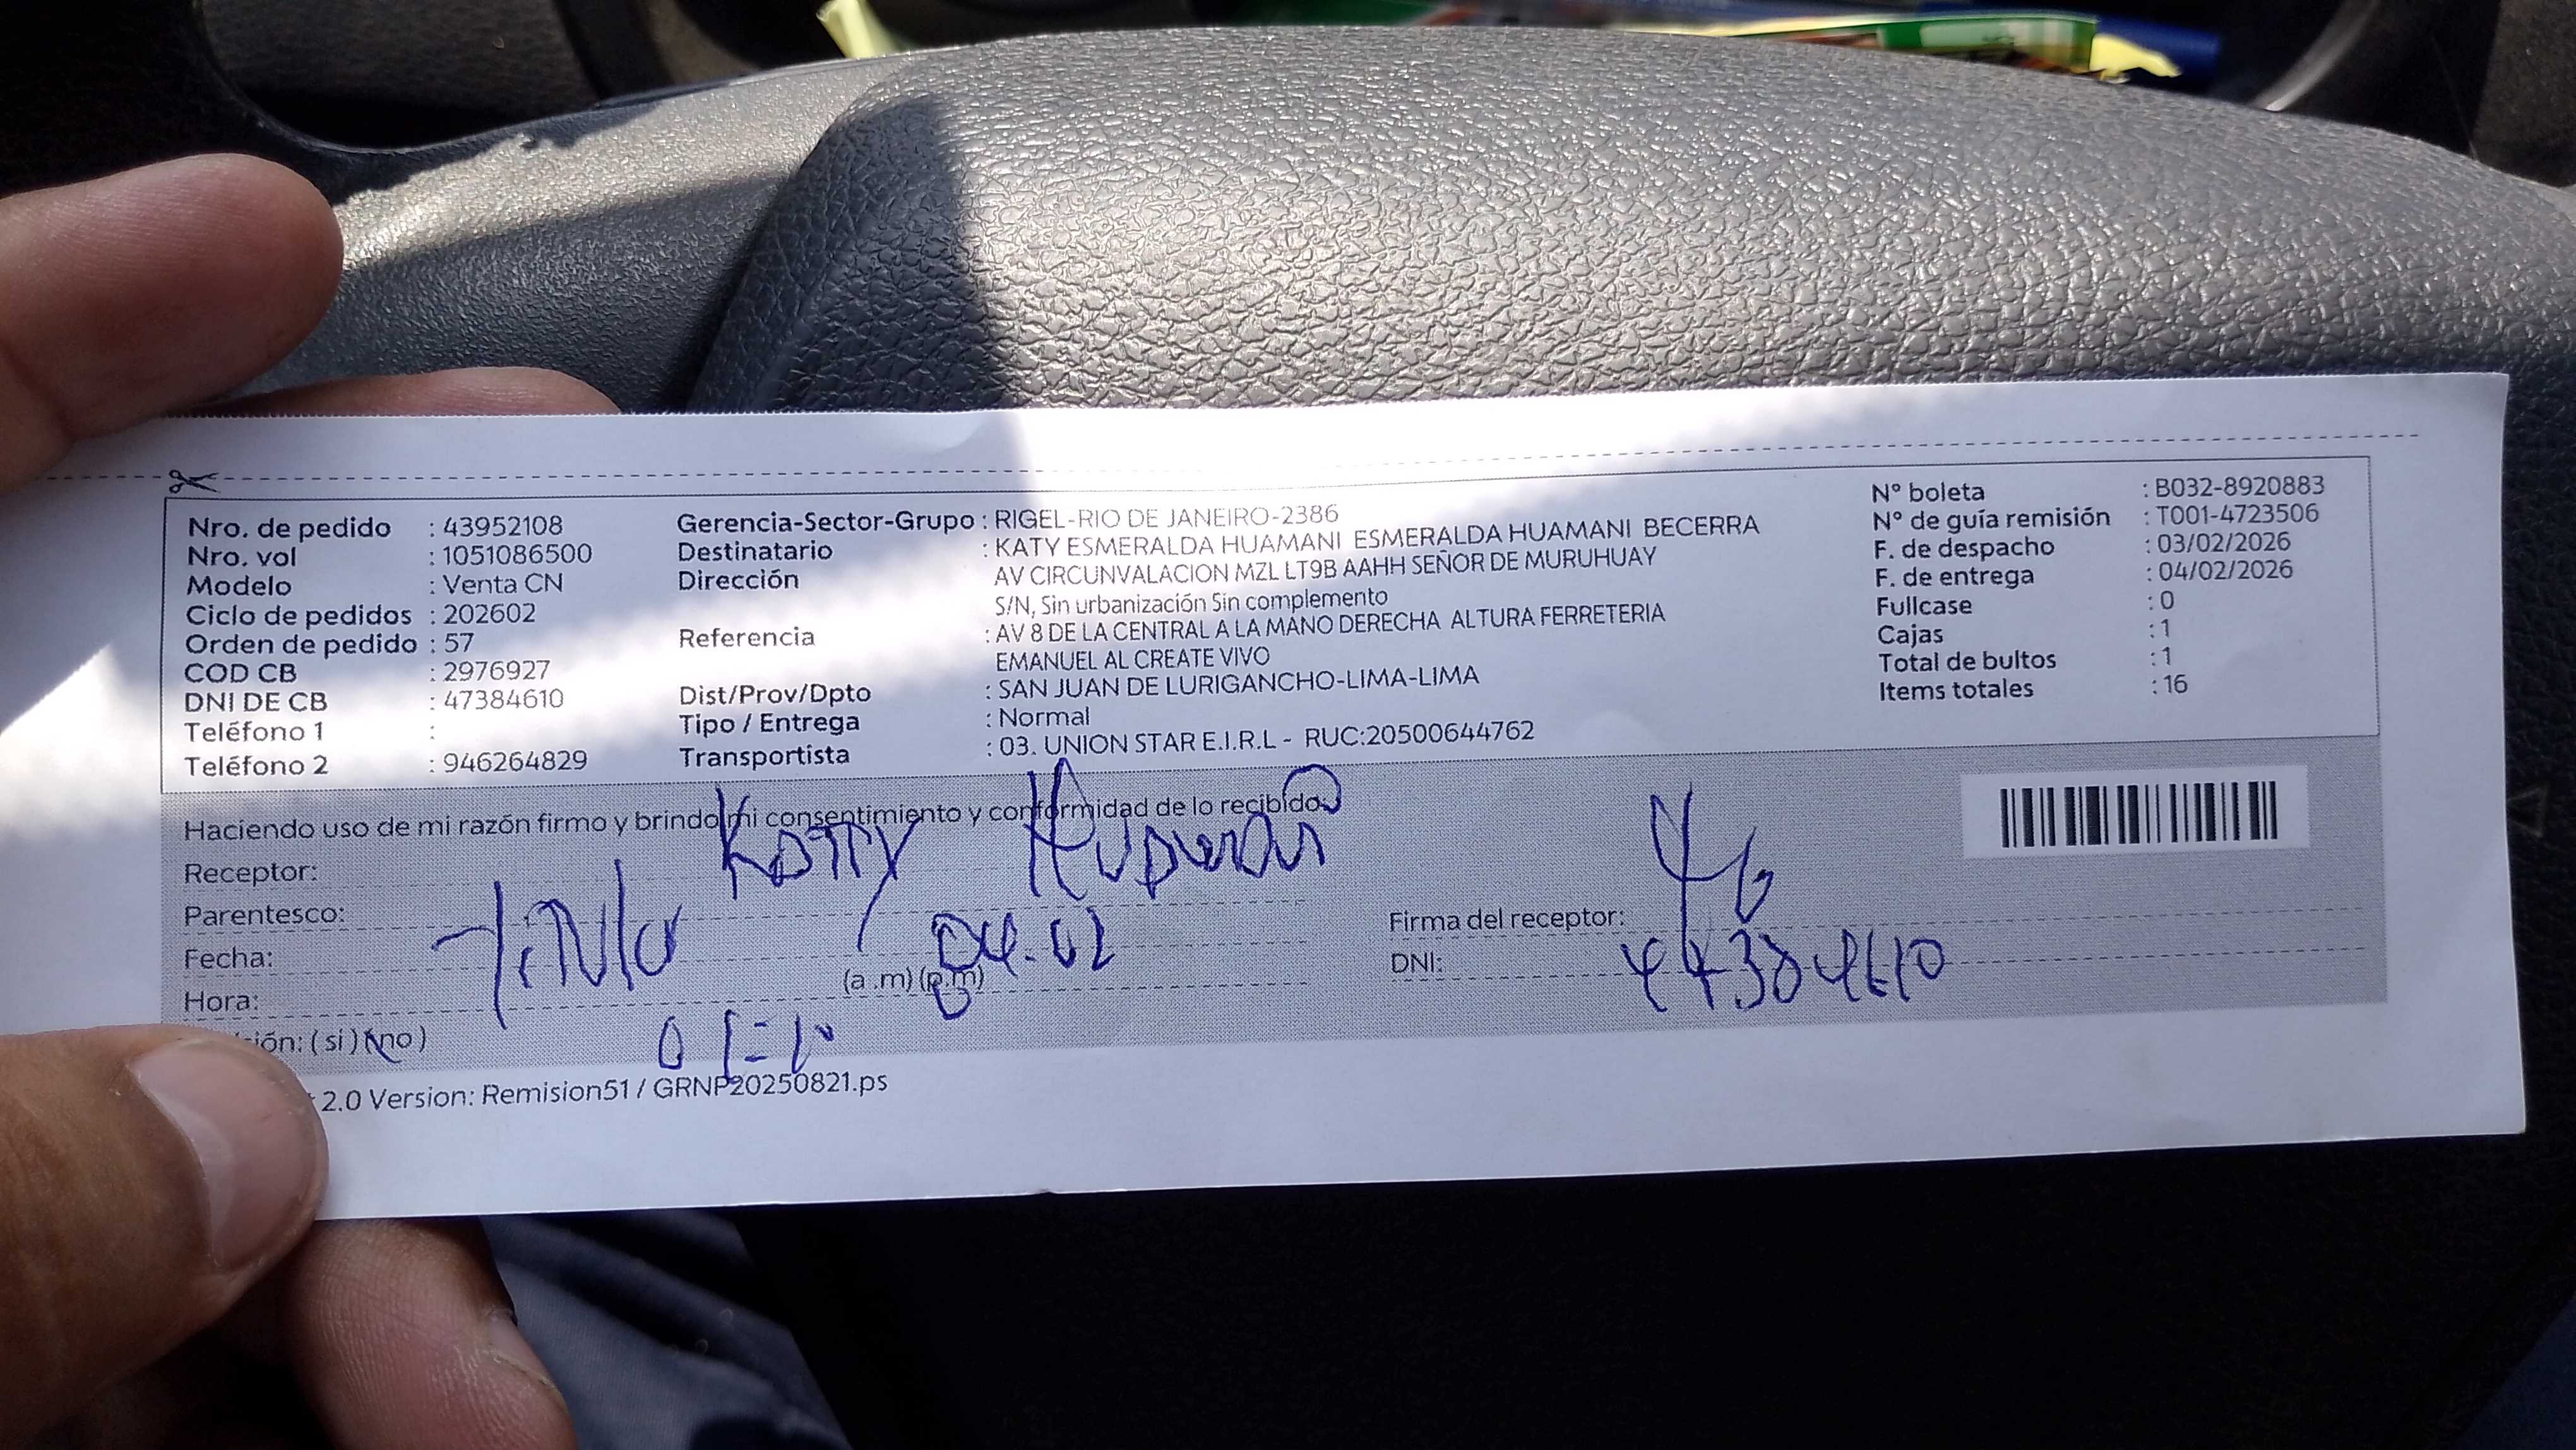 Nro. de pedido : 43952108
Nro. vol : 1051086500
Modelo : Venta CN
Ciclo de pedidos : 202602
Orden de pedido : 57
COD CB : 2976927
DNI DE CB : 47384610
Teléfono 1 :
Teléfono 2 : 946264829
Gerencia-Sector-Grupo : RIGEL-RIO DE JANEIRO-2386
Destinatario : KATY ESMERALDA HUAMANI ESMERALDA HUAMANI BECERRA
Dirección AV CIRCUNVALACION MZL LT9B AAHH SEÑOR DE MURUHUAY
S/N, Sin urbanización Sin complemento
Referencia : AV 8 DE LA CENTRAL A LA MANO DERECHA ALTURA FERRETERIA
EMANUEL AL CREATE VIVO
Dist/Prov/Dpto : SAN JUAN DE LURIGANCHO-LIMA-LIMA
Tipo / Entrega : Normal
Transportista : 03. UNION STAR E.I.R.L - RUC:20500644762
N° boleta : B032-8920883
N° de guía remisión : T001-4723506
F. de despacho : 03/02/2026
F. de entrega : 04/02/2026
Fullcase : 0
Cajas : 1
Total de bultos : 1
Items totales : 16
Haciendo uso de mi razón firmo y brindo mi consentimiento y conformidad de lo recibido.
Receptor: Katty
Parentesco:
Fecha: 04.02
Hora: (a .m) (p.m)
ión: ( si ) ( no )
Firma del receptor:
DNI:
2.0 Version: Remision51 / GRNP20250821.ps